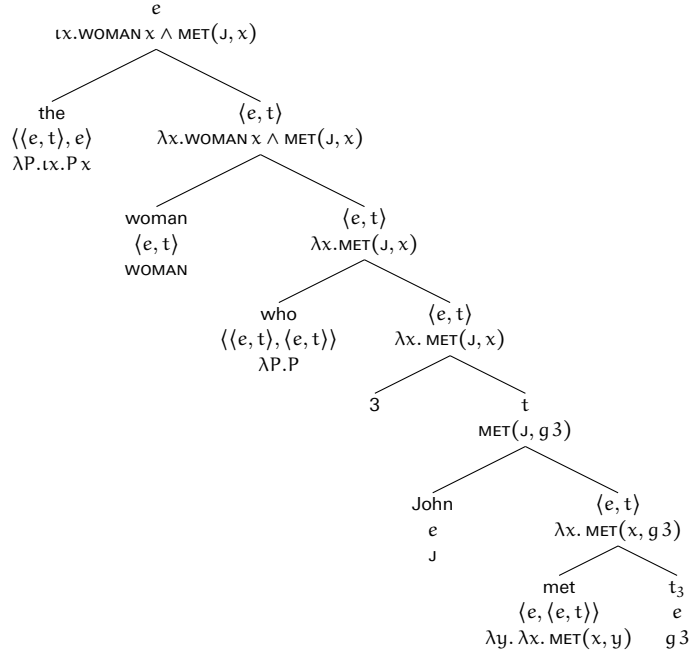 e
ιx.WOMAN x ∧ MET(J, x)
the ⟨e, t⟩
⟨⟨e, t⟩, e⟩ λx.WOMAN x ∧ MET(J, x)
λP.ιx.P x
woman ⟨e, t⟩
⟨e, t⟩ λx.MET(J, x)
WOMAN
who ⟨e, t⟩
⟨⟨e, t⟩, ⟨e, t⟩⟩ λx. MET(J, x)
λP.P
3 t
MET(J, g 3)
John ⟨e, t⟩
e λx. MET(x, g 3)
J
met t₃
⟨e, ⟨e, t⟩⟩ e
λy. λx. MET(x, y) g 3